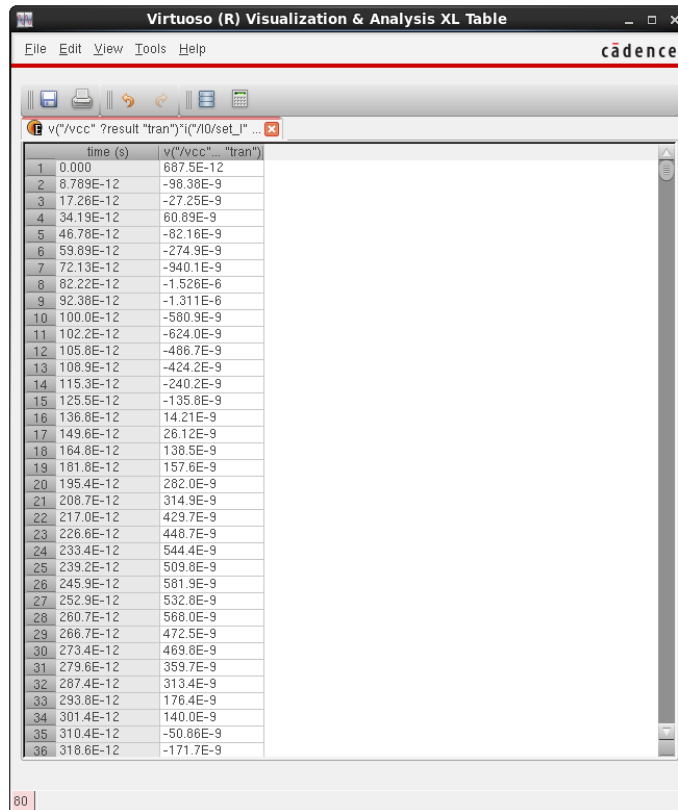 Virtuoso (R) Visualization & Analysis XL Table
File Edit View Tools Help
cādence
v("/vcc" ?result "tran")*i("/I0/set_I" ...
time (s) v("/vcc"... "tran")
1 0.000 687.5E-12
2 8.789E-12 -98.38E-9
3 17.26E-12 -27.25E-9
4 34.19E-12 60.89E-9
5 46.78E-12 -82.16E-9
6 59.89E-12 -274.9E-9
7 72.13E-12 -940.1E-9
8 82.22E-12 -1.526E-6
9 92.38E-12 -1.311E-6
10 100.0E-12 -580.9E-9
11 102.2E-12 -624.0E-9
12 105.8E-12 -486.7E-9
13 108.9E-12 -424.2E-9
14 115.3E-12 -240.2E-9
15 125.5E-12 -135.8E-9
16 136.8E-12 14.21E-9
17 149.6E-12 26.12E-9
18 164.8E-12 138.5E-9
19 181.8E-12 157.6E-9
20 195.4E-12 282.0E-9
21 208.7E-12 314.9E-9
22 217.0E-12 429.7E-9
23 226.6E-12 448.7E-9
24 233.4E-12 544.4E-9
25 239.2E-12 509.8E-9
26 245.9E-12 581.9E-9
27 252.9E-12 532.8E-9
28 260.7E-12 568.0E-9
29 266.7E-12 472.5E-9
30 273.4E-12 469.8E-9
31 279.6E-12 359.7E-9
32 287.4E-12 313.4E-9
33 293.8E-12 176.4E-9
34 301.4E-12 140.0E-9
35 310.4E-12 -50.86E-9
36 318.6E-12 -171.7E-9
80